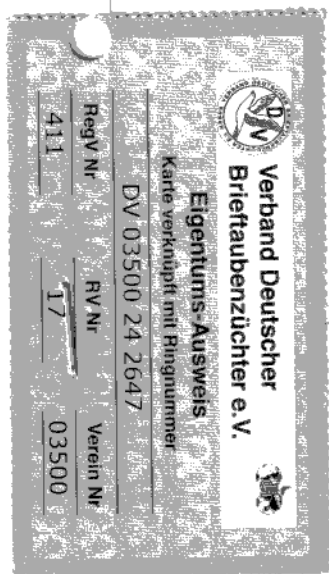 Verband Deutscher
Brieftaubenzüchter e.V.
DV
Eigentums-Ausweis
Karte verknüpft mit Ringnummer
DV 03500 24 2647
RegV Nr RV Nr Verein Nr
411 17 03500